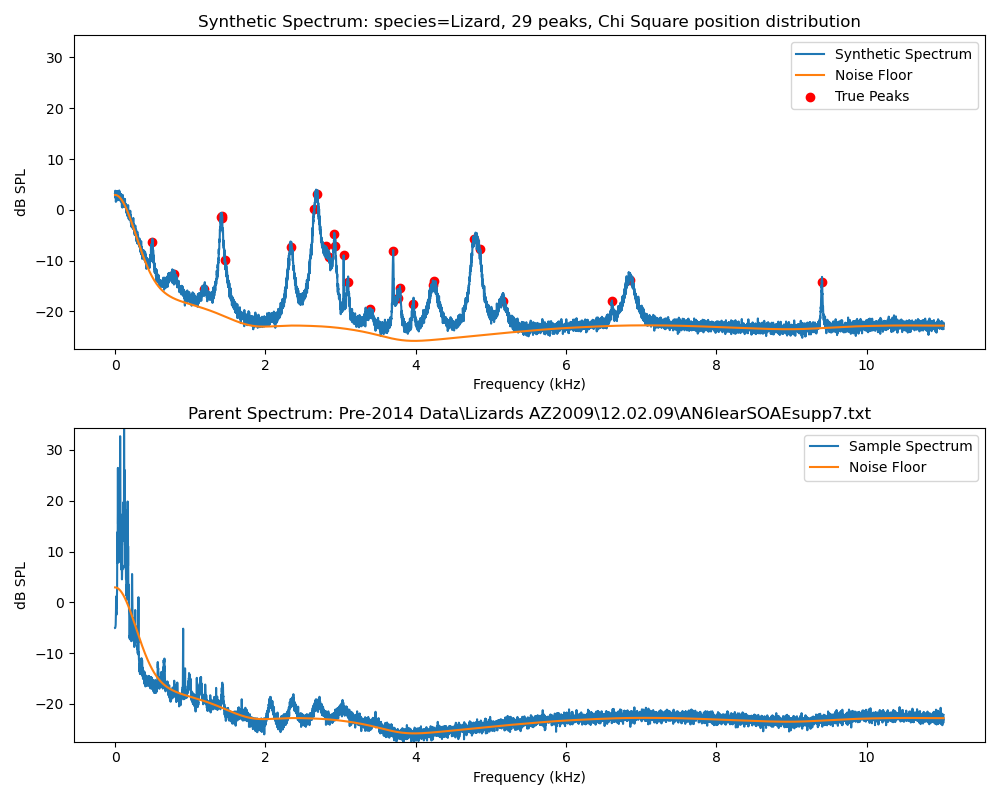 Synthetic Spectrum: species=Lizard, 29 peaks, Chi Square position distribution
30
20
10
0
−10
−20
dB SPL
Synthetic Spectrum
Noise Floor
True Peaks
0 2 4 6 8 10
Frequency (kHz)
Parent Spectrum: Pre-2014 Data\Lizards AZ2009\12.02.09\AN6learSOAEsupp7.txt
30
20
10
0
−10
−20
dB SPL
Sample Spectrum
Noise Floor
0 2 4 6 8 10
Frequency (kHz)